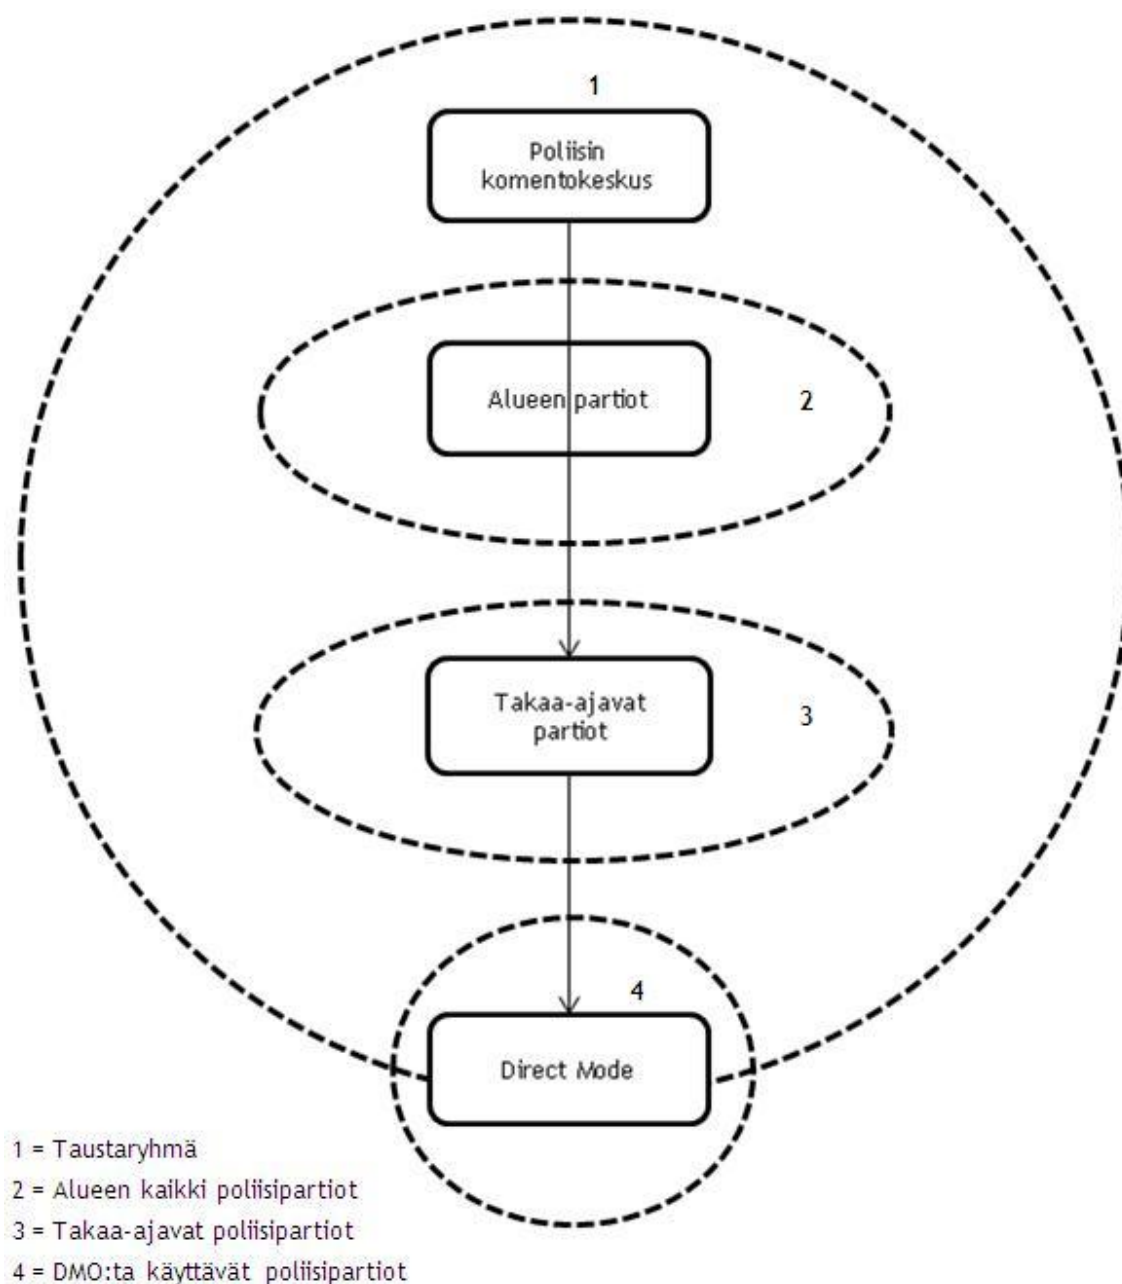 1
Poliisin
komentokeskus
Alueen partiot
2
Takaa-ajavat
partiot
3
4
Direct Mode
1 = Taustaryhmä
2 = Alueen kaikki poliisipartiot
3 = Takaa-ajavat poliisipartiot
4 = DMO:ta käyttävät poliisipartiot